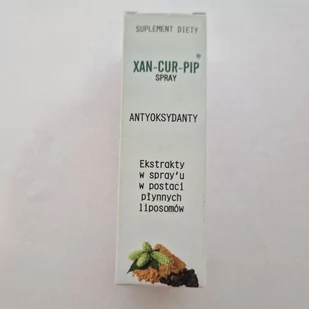 SUPLEMENT DIETY
XAN-CUR-PIP®
SPRAY
ANTYOKSYDANTY
Ekstrakty
w spray'u
w postaci
płynnych
liposomów